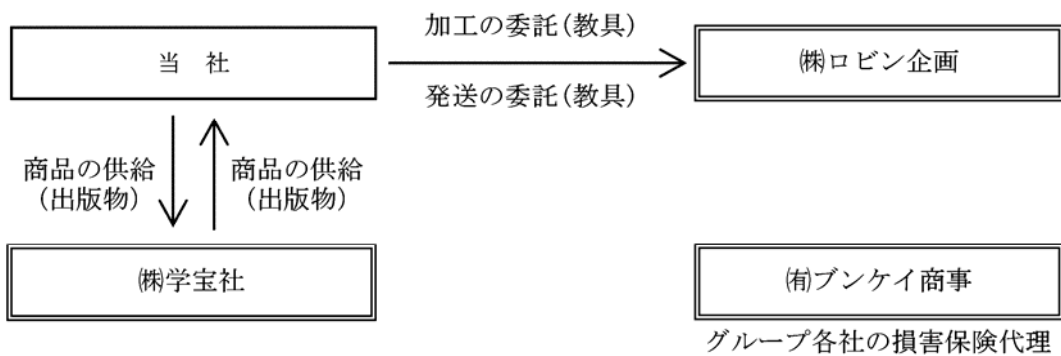 加工の委託(教具)
当 社
㈱ロビン企画
発送の委託(教具)
商品の供給
(出版物)
商品の供給
(出版物)
㈱学宝社
㈲ブンケイ商事
グループ各社の損害保険代理